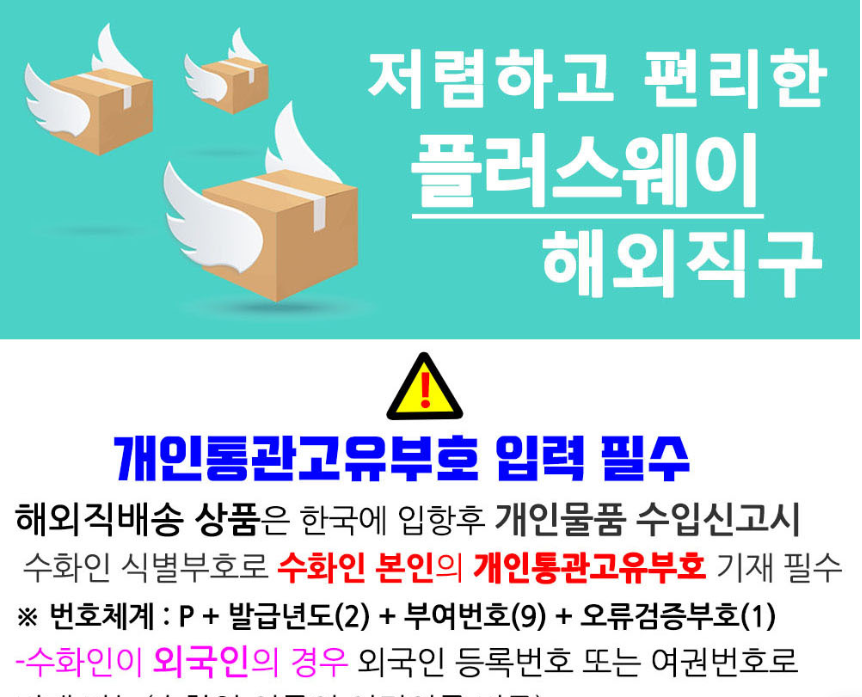 저렴하고 편리한
플러스웨이
해외직구
개인통관고유부호 입력 필수
해외직배송 상품은 한국에 입항후 개인물품 수입신고시
수화인 식별부호로 수화인 본인의 개인통관고유부호 기재 필수
※ 번호체계 : P + 발급년도(2) + 부여번호(9) + 오류검증부호(1)
-수화인이 외국인의 경우 외국인 등록번호 또는 여권번호로